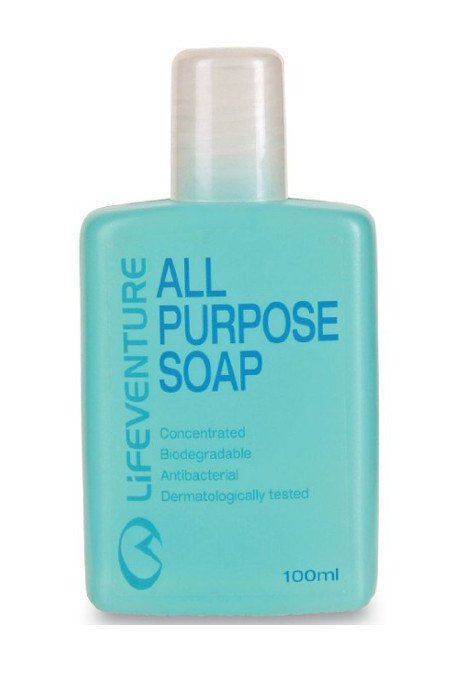 LiFEVENTURE
ALL
PURPOSE
SOAP
Concentrated
Biodegradable
Antibacterial
Dermatologically tested
100ml